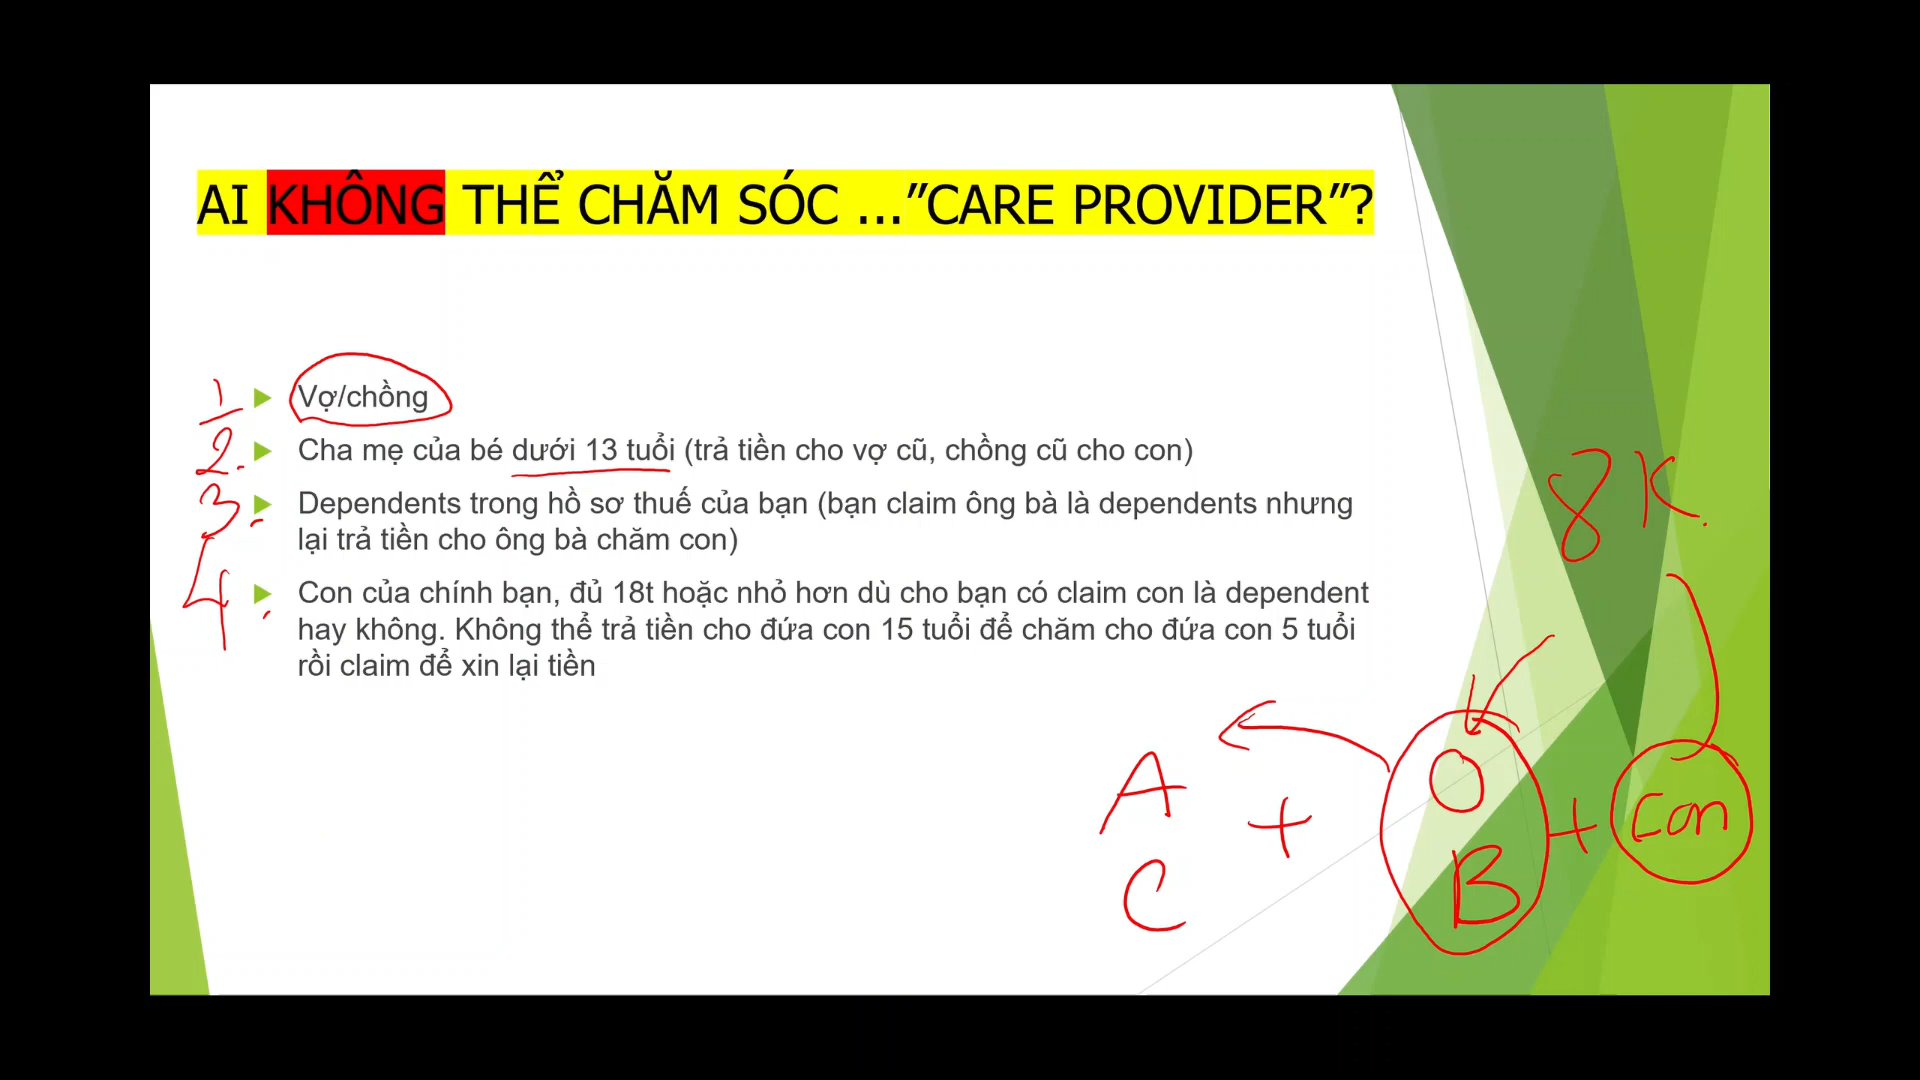 AI KHÔNG THỂ CHĂM SÓC ..."CARE PROVIDER"?
1 Vợ/chồng
2. Cha mẹ của bé dưới 13 tuổi (trả tiền cho vợ cũ, chồng cũ cho con)
3. Dependents trong hồ sơ thuế của bạn (bạn claim ông bà là dependents nhưng
lại trả tiền cho ông bà chăm con)
4. Con của chính bạn, đủ 18t hoặc nhỏ hơn dù cho bạn có claim con là dependent
hay không. Không thể trả tiền cho đứa con 15 tuổi để chăm cho đứa con 5 tuổi
rồi claim để xin lại tiền
8K.
A + O + con
C B